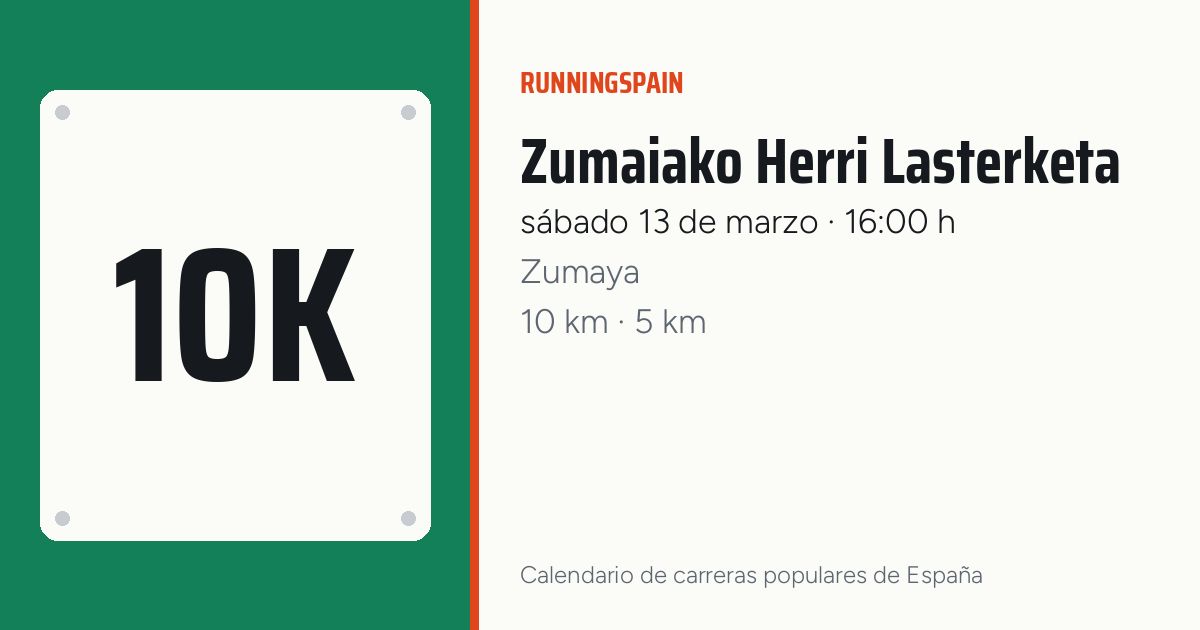 10K
RUNNINGSPAIN
Zumaiako Herri Lasterketa
sábado 13 de marzo · 16:00 h
Zumaya
10 km · 5 km
Calendario de carreras populares de España